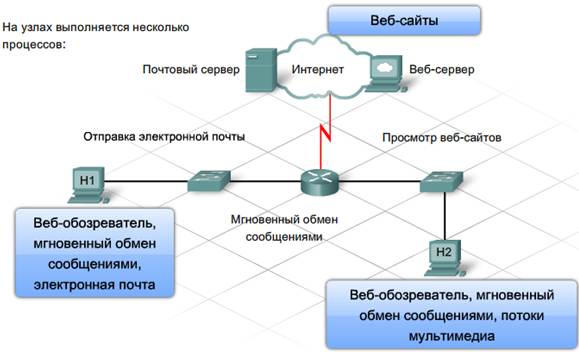 На узлах выполняется несколько
процессов:
Веб-сайты
Почтовый сервер
Интернет
Веб-сервер
Отправка электронной почты
Просмотр веб-сайтов
H1
Мгновенный обмен
сообщениями
Веб-обозреватель,
мгновенный обмен
сообщениями,
электронная почта
H2
Веб-обозреватель, мгновенный
обмен сообщениями, потоки
мультимедиа